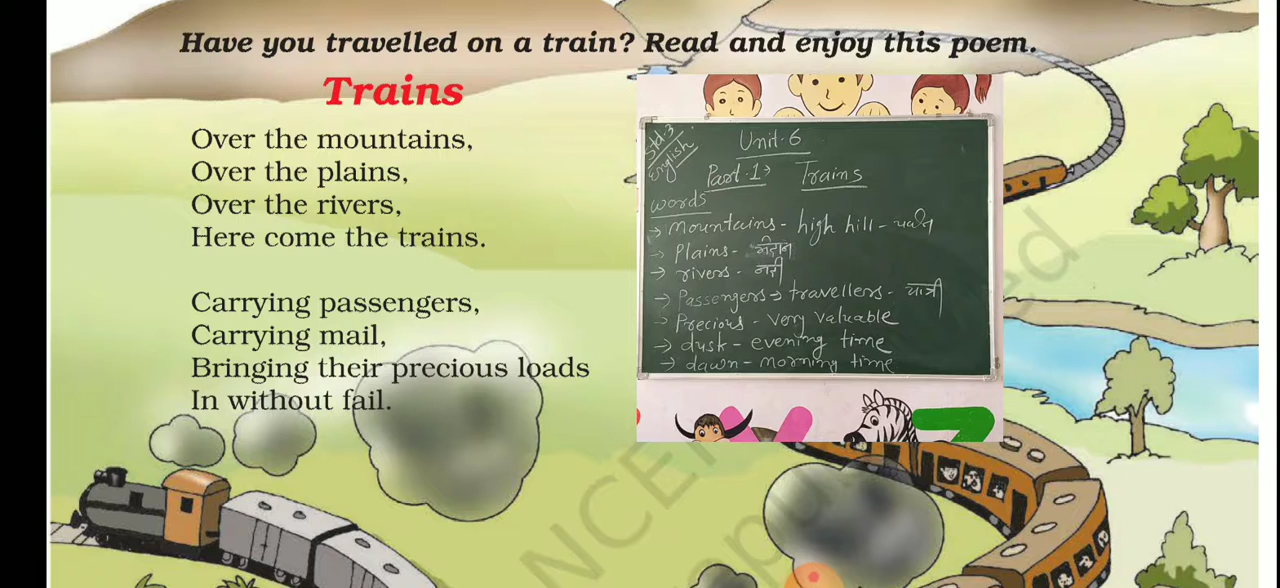 Have you travelled on a train? Read and enjoy this poem.
Trains
Over the mountains,
Over the plains,
Over the rivers,
Here come the trains.
Carrying passengers,
Carrying mail,
Bringing their precious loads
In without fail.
Std.3
English
Unit.6
Part.1→ Trains
words
→ Mountains - high hill -
→ Plains - मैदान
→ rivers - नदी
→ Passengers → travellers - यात्री
→ Precious - very valuable
→ dusk - evening time
→ dawn - morning time
NCE